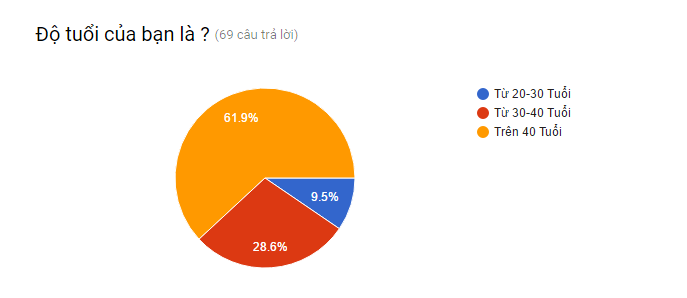 Độ tuổi của bạn là ? (69 câu trả lời)
Từ 20-30 Tuổi
Từ 30-40 Tuổi
Trên 40 Tuổi
61.9%
9.5%
28.6%